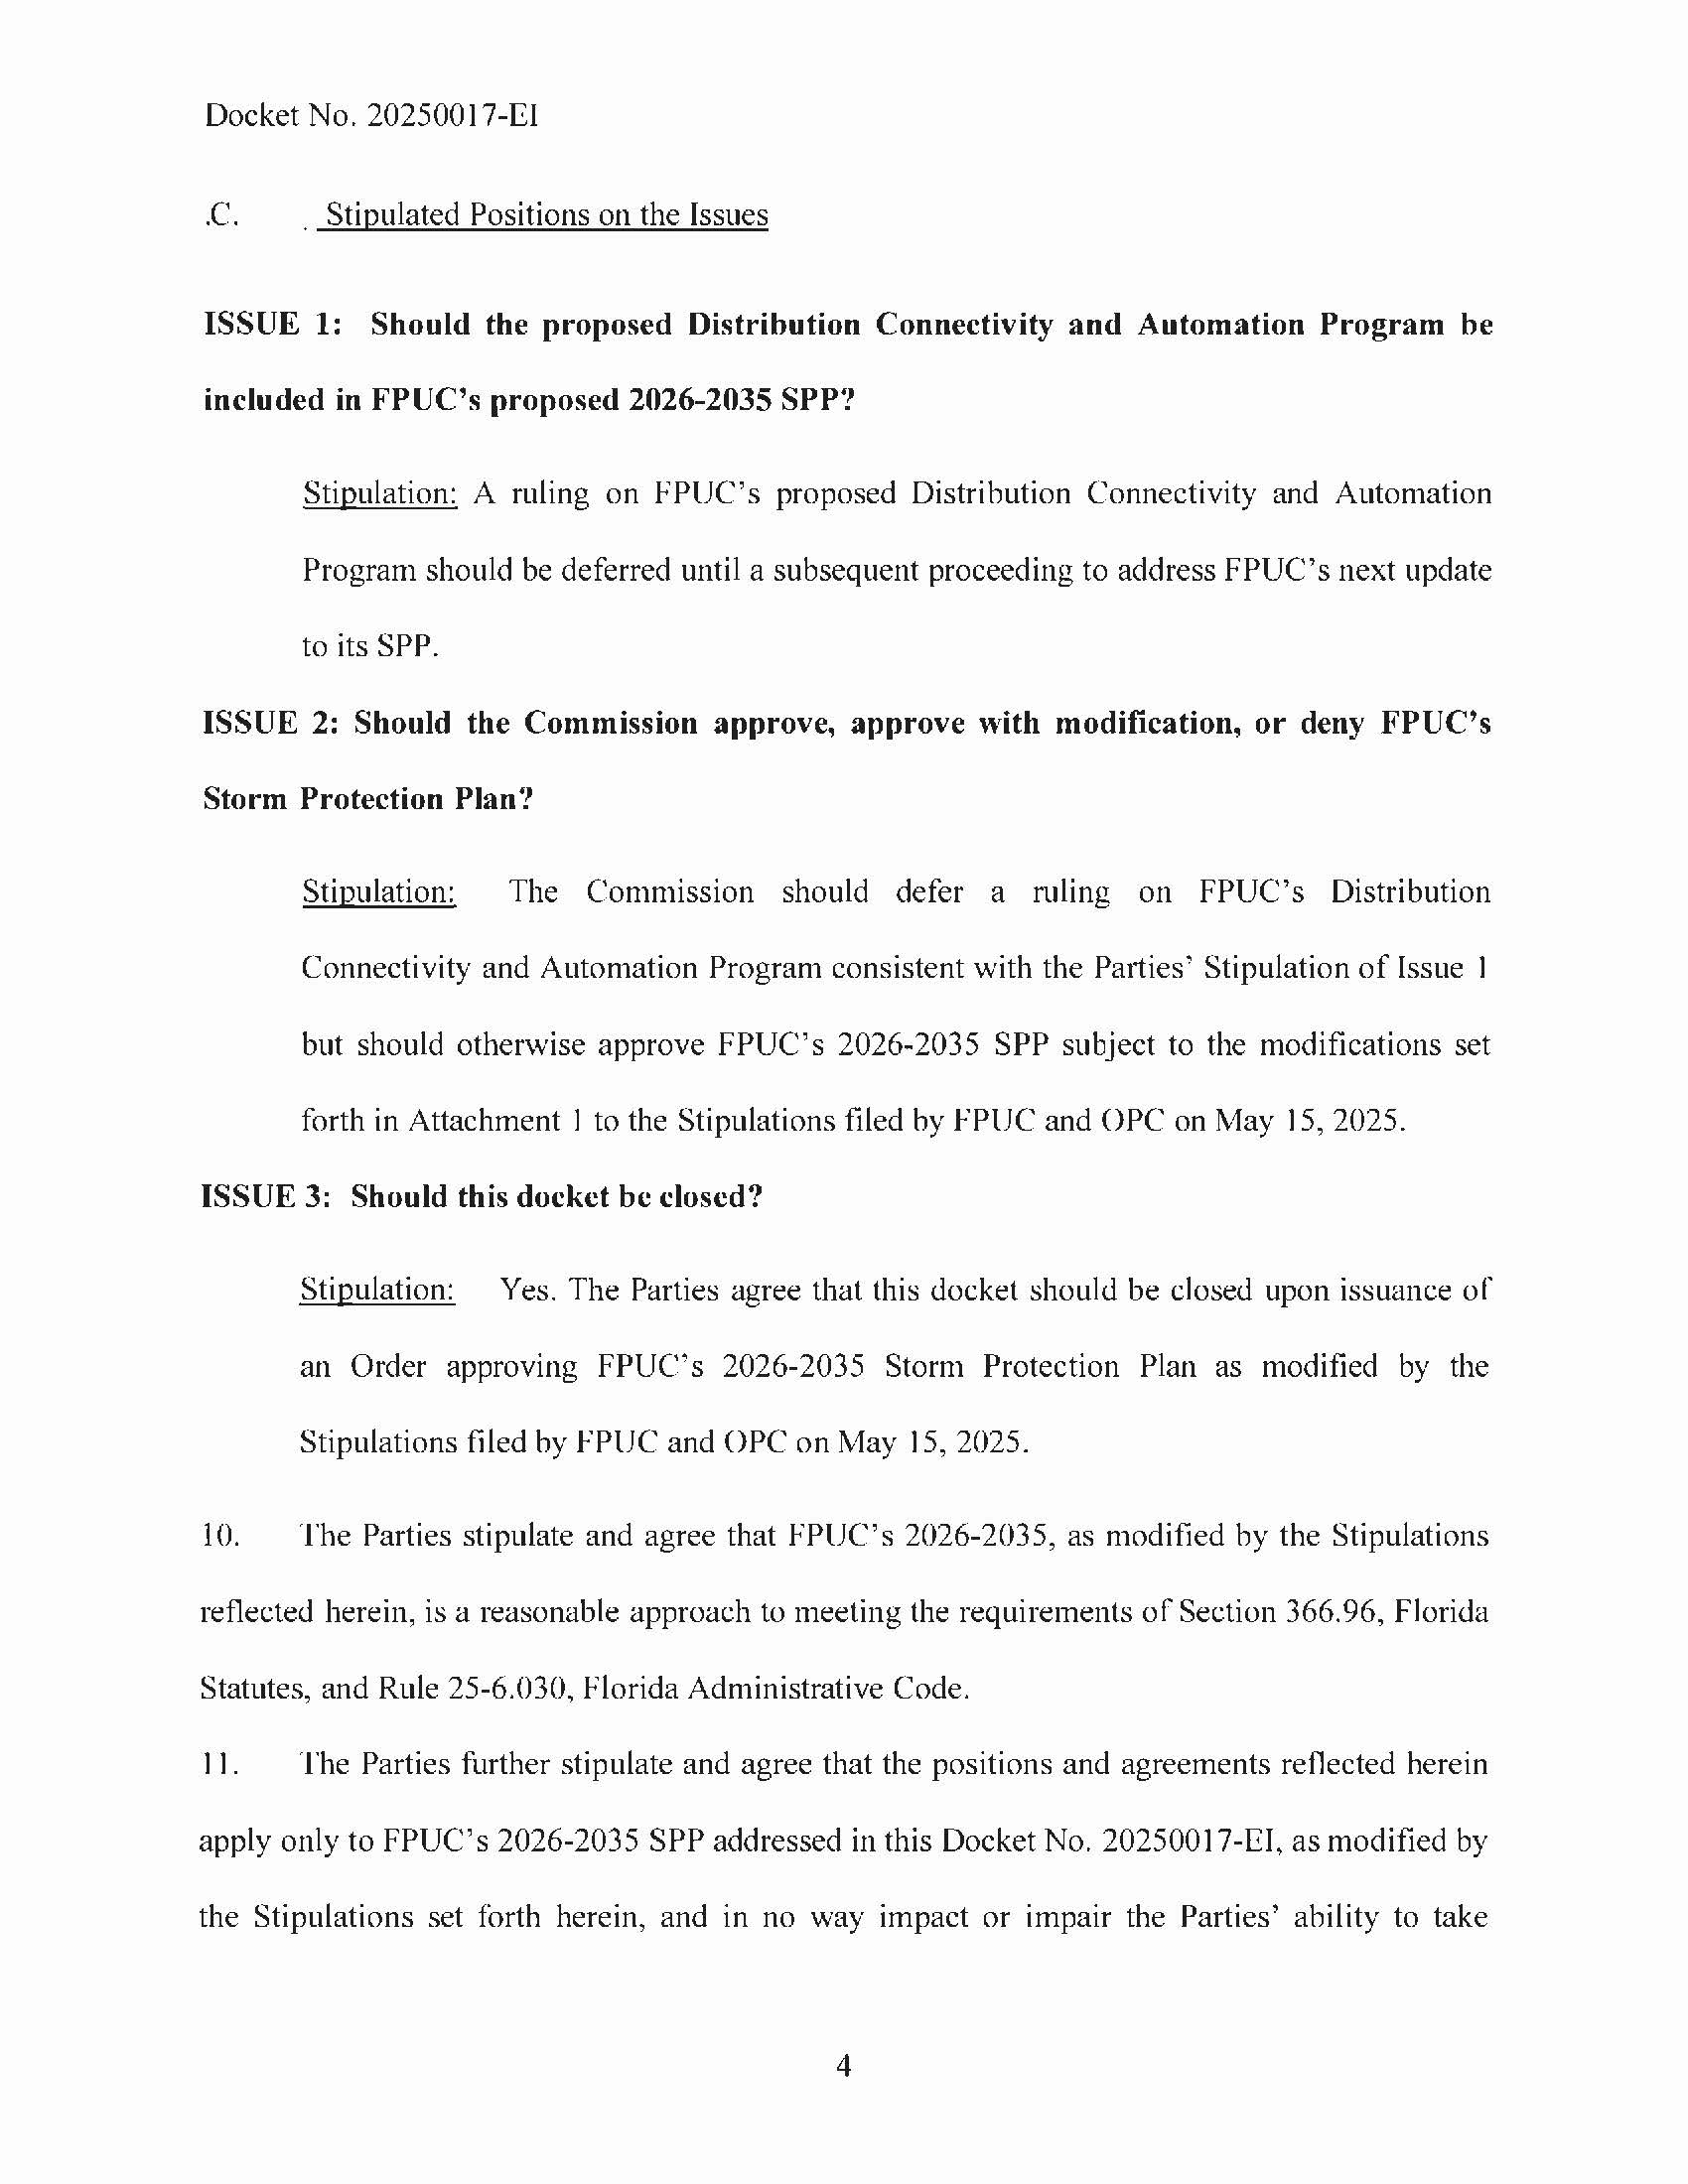 Docket No. 20250017-EI
.C. . Stipulated Positions on the Issues
ISSUE 1: Should the proposed Distribution Connectivity and Automation Program be
included in FPUC's proposed 2026-2035 SPP?
Stipulation: A ruling on FPUC's proposed Distribution Connectivity and Automation
Program should be deferred until a subsequent proceeding to address FPUC's next update
to its SPP.
ISSUE 2: Should the Commission approve, approve with modification, or deny FPUC's
Storm Protection Plan?
Stipulation: The Commission should defer a ruling on FPUC's Distribution
Connectivity and Automation Program consistent with the Parties' Stipulation of Issue 1
but should otherwise approve FPUC's 2026-2035 SPP subject to the modifications set
forth in Attachment 1 to the Stipulations filed by FPUC and OPC on May 15, 2025.
ISSUE 3: Should this docket be closed?
Stipulation: Yes. The Parties agree that this docket should be closed upon issuance of
an Order approving FPUC's 2026-2035 Storm Protection Plan as modified by the
Stipulations filed by FPUC and OPC on May 15, 2025.
10. The Parties stipulate and agree that FPUC's 2026-2035, as modified by the Stipulations
reflected herein, is a reasonable approach to meeting the requirements of Section 366.96, Florida
Statutes, and Rule 25-6.030, Florida Administrative Code.
11. The Parties further stipulate and agree that the positions and agreements reflected herein
apply only to FPUC's 2026-2035 SPP addressed in this Docket No. 20250017-EI, as modified by
the Stipulations set forth herein, and in no way impact or impair the Parties' ability to take
4